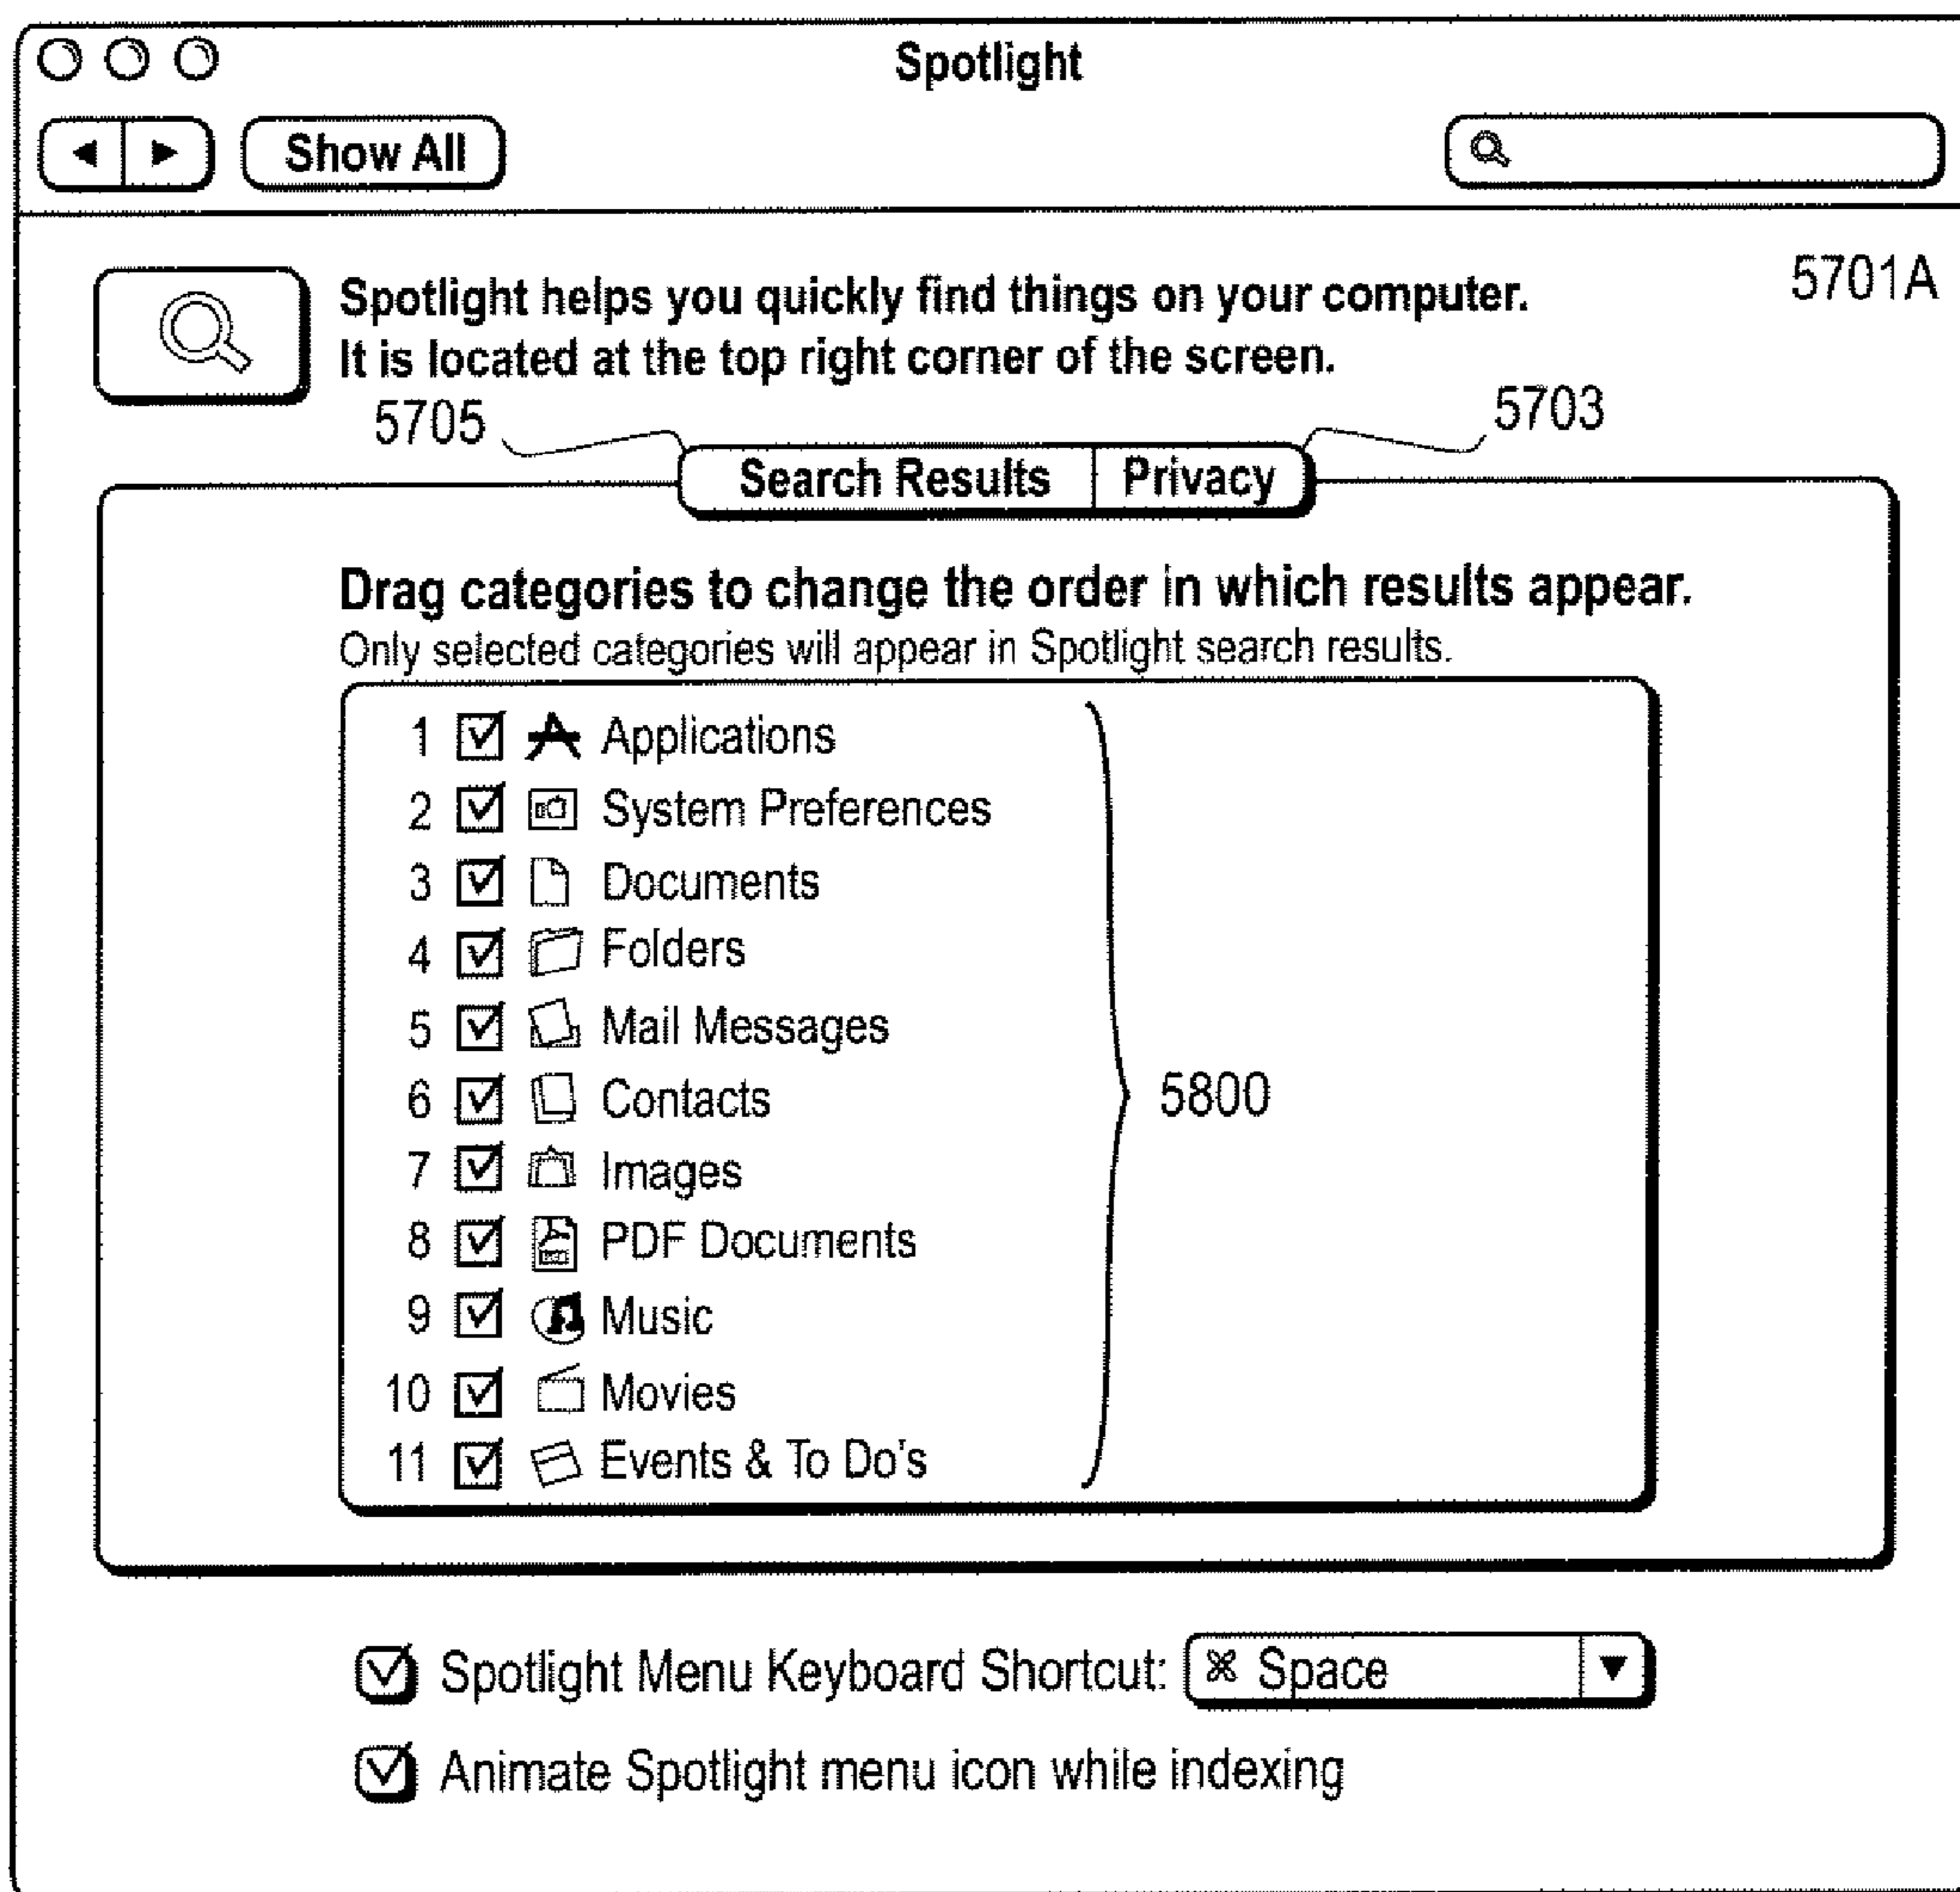 Spotlight
Show All
Spotlight helps you quickly find things on your computer.
It is located at the top right corner of the screen.
5701A
5705
5703
Search Results Privacy
Drag categories to change the order in which results appear.
Only selected categories will appear in Spotlight search results.
1 Applications
2 System Preferences
3 Documents
4 Folders
5 Mail Messages
6 Contacts
7 Images
8 PDF Documents
9 Music
10 Movies
11 Events & To Do's
5800
Spotlight Menu Keyboard Shortcut: ⌘ Space
Animate Spotlight menu icon while indexing